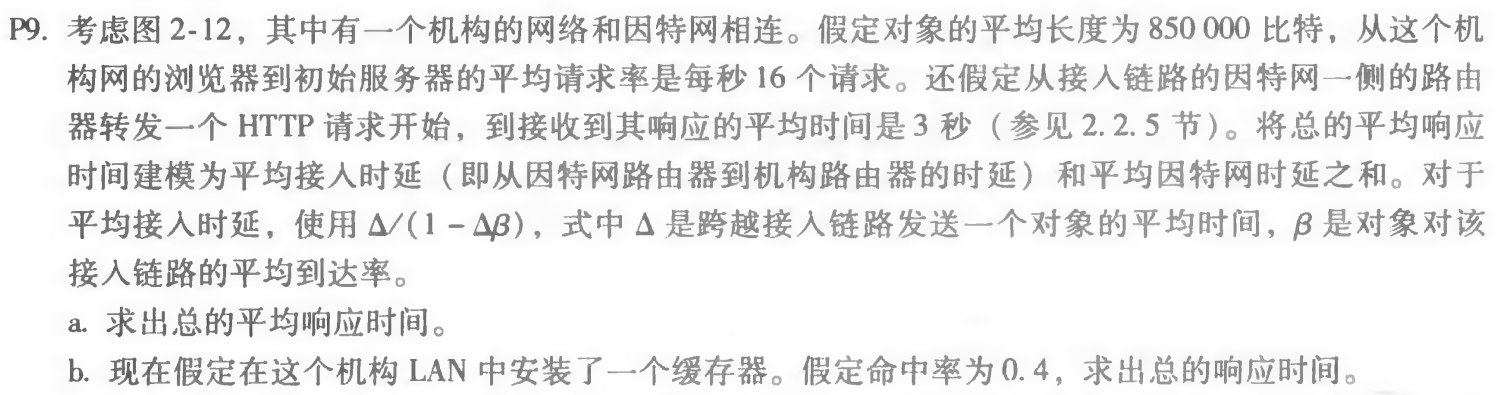 P9. 考虑图 2-12，其中有一个机构的网络和因特网相连。假定对象的平均长度为 850 000 比特，从这个机
构网的浏览器到初始服务器的平均请求率是每秒 16 个请求。还假定从接入链路的因特网一侧的路由
器转发一个 HTTP 请求开始，到接收到其响应的平均时间是 3 秒（参见 2.2.5 节）。将总的平均响应
时间建模为平均接入时延（即从因特网路由器到机构路由器的时延）和平均因特网时延之和。对于
平均接入时延，使用 Δ/(1 − Δβ)，式中 Δ 是跨越接入链路发送一个对象的平均时间，β 是对象对该
接入链路的平均到达率。
a. 求出总的平均响应时间。
b. 现在假定在这个机构 LAN 中安装了一个缓存器。假定命中率为 0.4，求出总的响应时间。